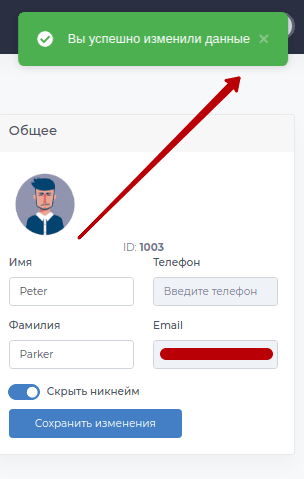 Вы успешно изменили данные ×
Общее
ID: 1003
Имя
Телефон
Peter
Введите телефон
Фамилия
Email
Parker
Скрыть никнейм
Сохранить изменения